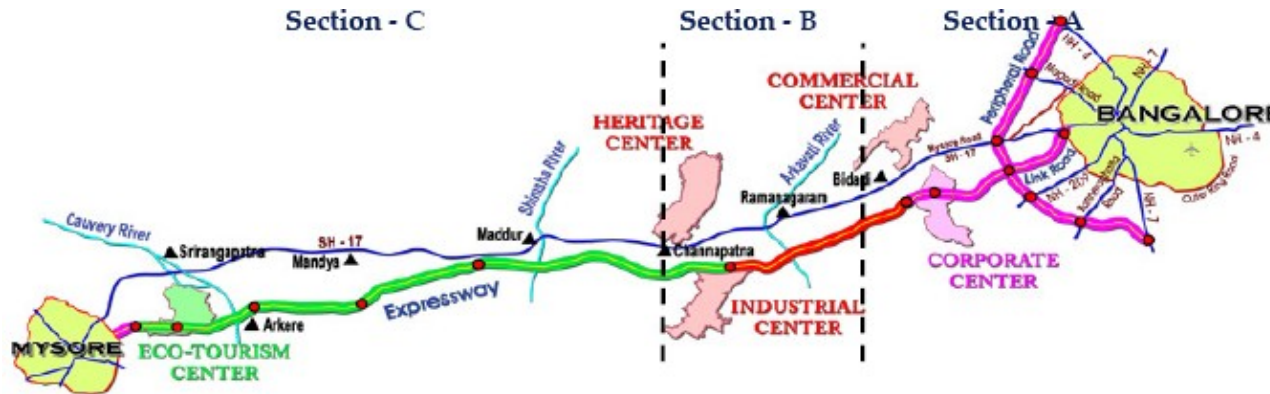 Section - C
Section - B
Section - A
COMMERCIAL
CENTER
HERITAGE
CENTER
Peripheral Road
NH - 4
Magadi Road
NH-7
BANGALORE
NH - 4
Outer Ring Road
Mysore Road
SH - 17
Link Road
NH - 209
Road
NH-7
Arkavati River
Bidadi
Ramanagaram
Shimsha River
Cauvery River
Srirangapatna
SH - 17
Mandya
Maddur
Channapatna
CORPORATE
CENTER
INDUSTRIAL
CENTER
Expressway
Arkere
MYSORE
ECO-TOURISM
CENTER